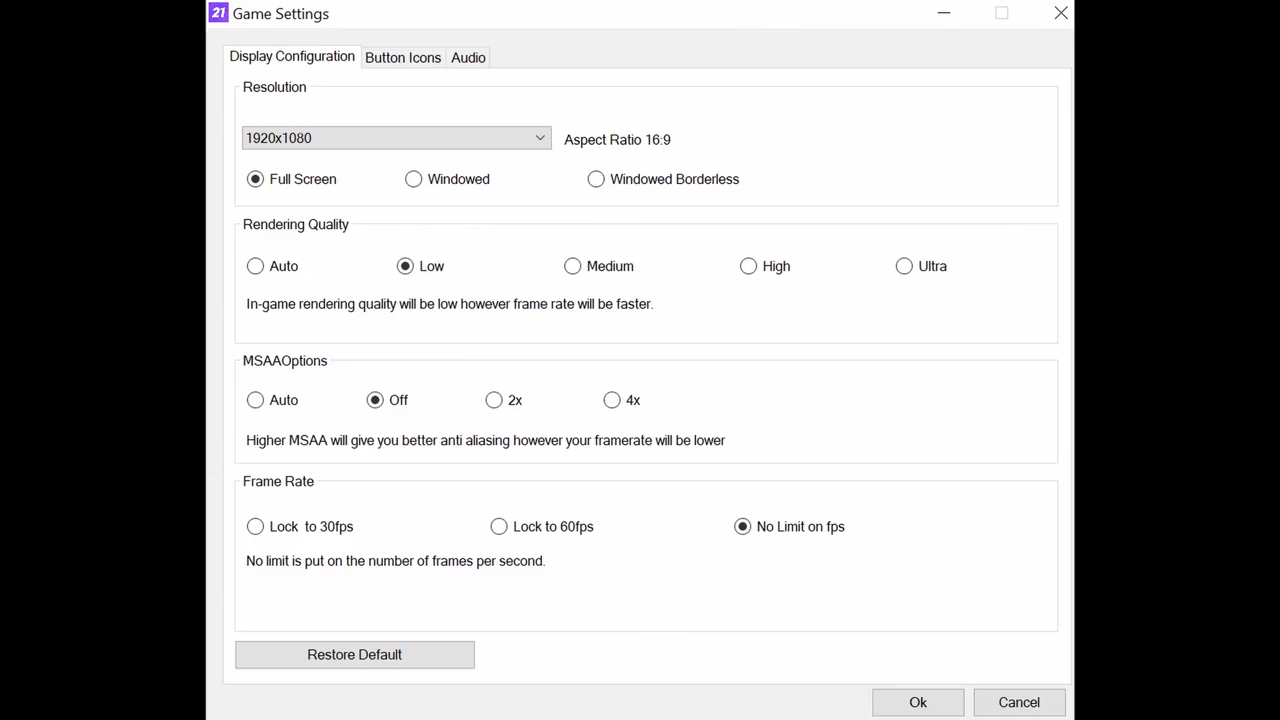 21 Game Settings
Display Configuration Button Icons Audio
Resolution
1920x1080 Aspect Ratio 16:9
Full Screen Windowed Windowed Borderless
Rendering Quality
Auto Low Medium High Ultra
In-game rendering quality will be low however frame rate will be faster.
MSAAOptions
Auto Off 2x 4x
Higher MSAA will give you better anti aliasing however your framerate will be lower
Frame Rate
Lock to 30fps Lock to 60fps No Limit on fps
No limit is put on the number of frames per second.
Restore Default
Ok Cancel